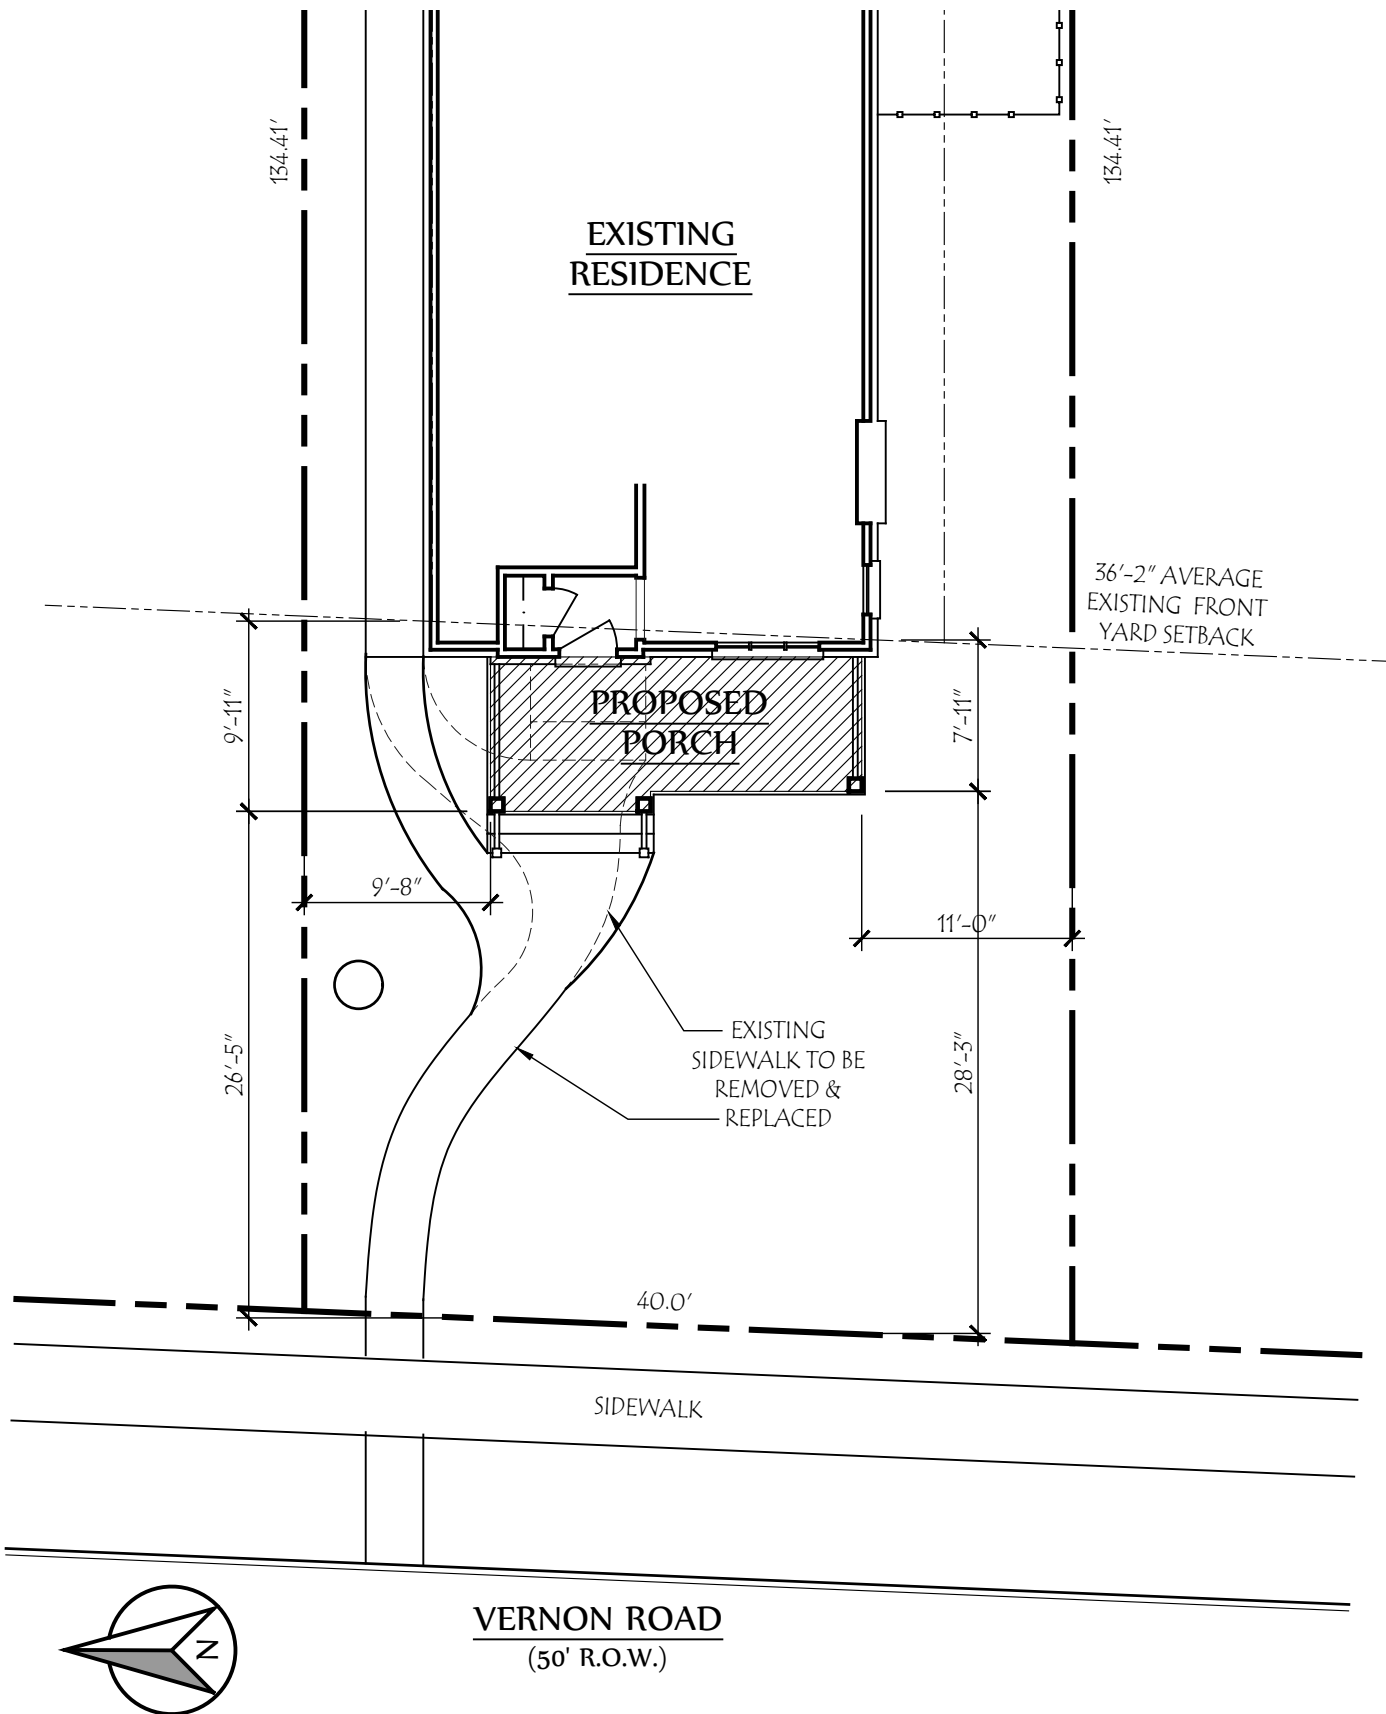 134.41'
134.41'
EXISTING
RESIDENCE
36'-2" AVERAGE
EXISTING FRONT
YARD SETBACK
9'-11"
PROPOSED
PORCH
7'-11"
9'-8"
11'-0"
26'-5"
EXISTING
SIDEWALK TO BE
REMOVED &
REPLACED
28'-3"
40.0'
SIDEWALK
N
VERNON ROAD
(50' R.O.W.)